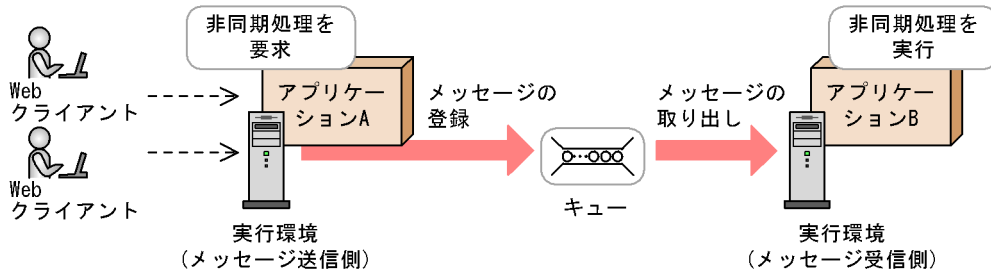 非同期処理を
要求
非同期処理を
実行
Web
クライアント
Web
クライアント
アプリケー
ションA
メッセージの
登録
キュー
メッセージの
取り出し
アプリケー
ションB
実行環境
(メッセージ送信側)
実行環境
(メッセージ受信側)